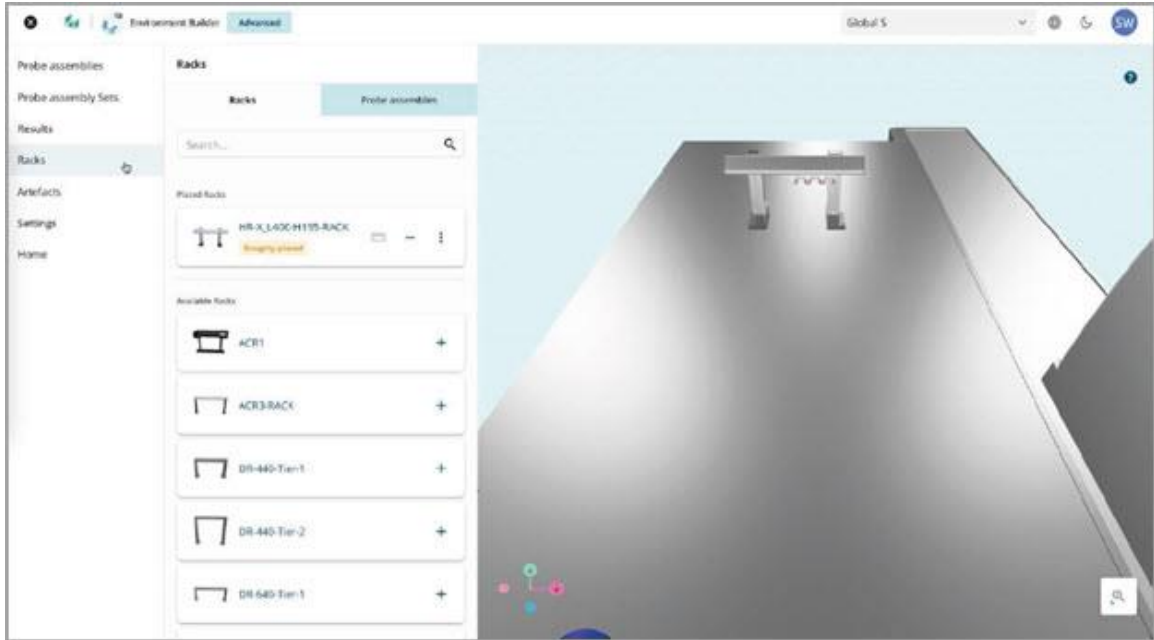 Environment Builder Advanced Global S SW
Probe assemblies
Probe assembly Sets
Results
Racks
Artefacts
Settings
Home
Racks
Racks Probe assemblies
Search...
Placed Racks
HR-X_L400-H195-RACK
Roughly placed
Available Racks
ACR1
ACR3-RACK
DR-440-Tier-1
DR-440-Tier-2
DR-640-Tier-1